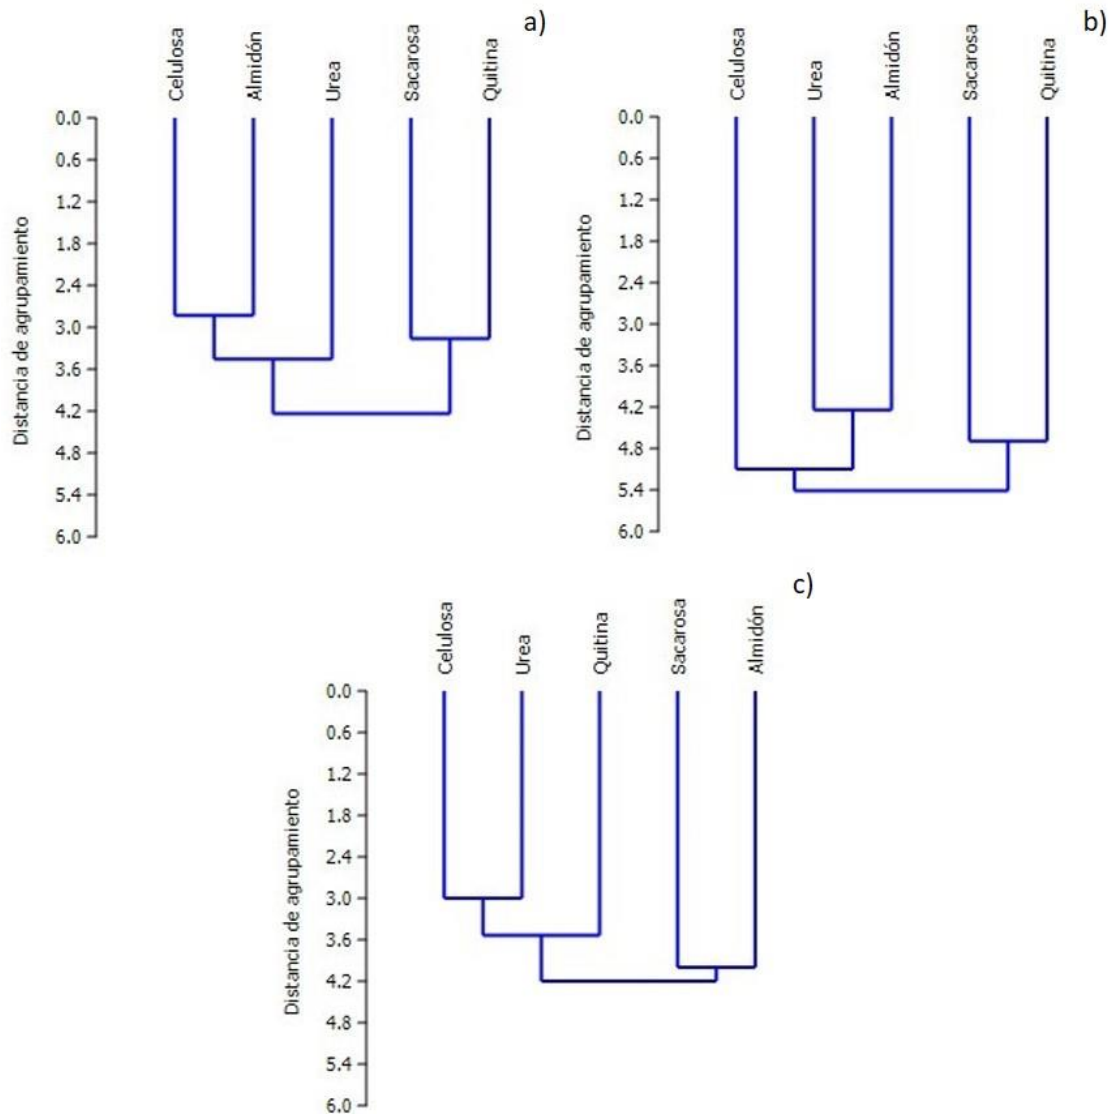 a)
Celulosa
Almidón
Urea
Sacarosa
Quitina
Distancia de agrupamiento
0.0
0.6
1.2
1.8
2.4
3.0
3.6
4.2
4.8
5.4
6.0
b)
Celulosa
Urea
Almidón
Sacarosa
Quitina
Distancia de agrupamiento
0.0
0.6
1.2
1.8
2.4
3.0
3.6
4.2
4.8
5.4
6.0
c)
Celulosa
Urea
Quitina
Sacarosa
Almidón
Distancia de agrupamiento
0.0
0.6
1.2
1.8
2.4
3.0
3.6
4.2
4.8
5.4
6.0